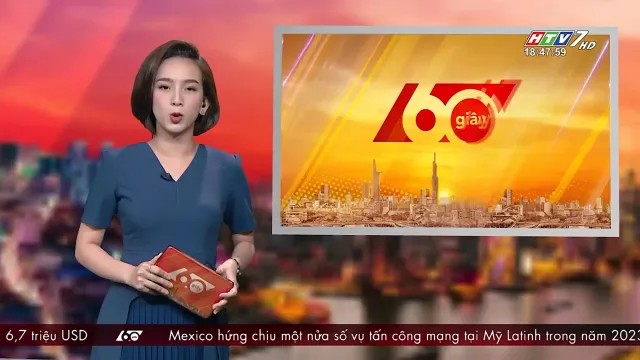 HTV7 HD
18:47:59
60
giây
60
6,7 triệu USD 60 Mexico hứng chịu một nửa số vụ tấn công mạng tại Mỹ Latinh trong năm 2023